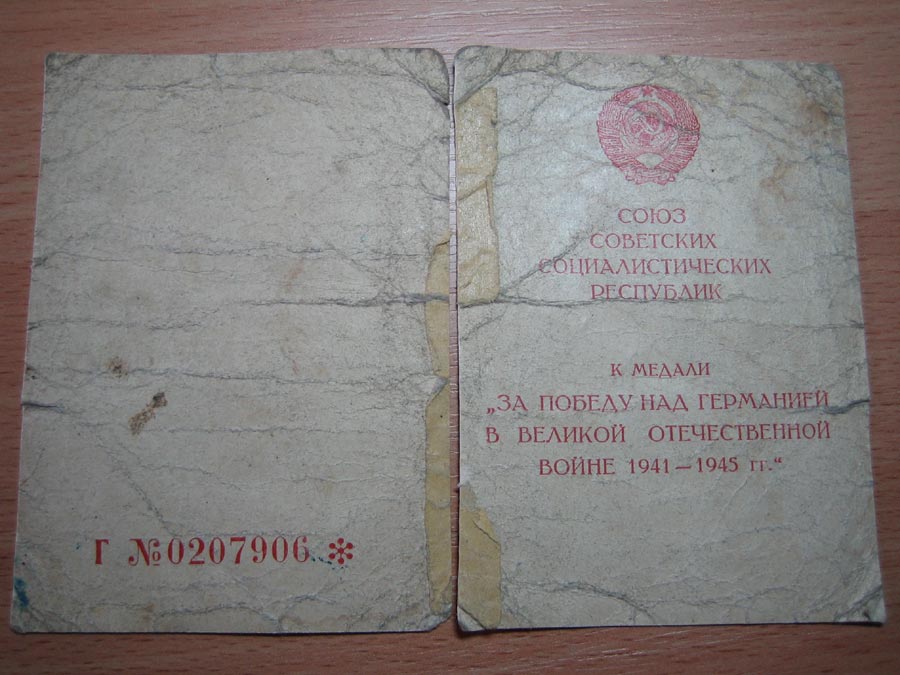 Г №0207906 *
СОЮЗ
СОВЕТСКИХ
СОЦИАЛИСТИЧЕСКИХ
РЕСПУБЛИК
К МЕДАЛИ
„ЗА ПОБЕДУ НАД ГЕРМАНИЕЙ
В ВЕЛИКОЙ ОТЕЧЕСТВЕННОЙ
ВОЙНЕ 1941—1945 гг.“